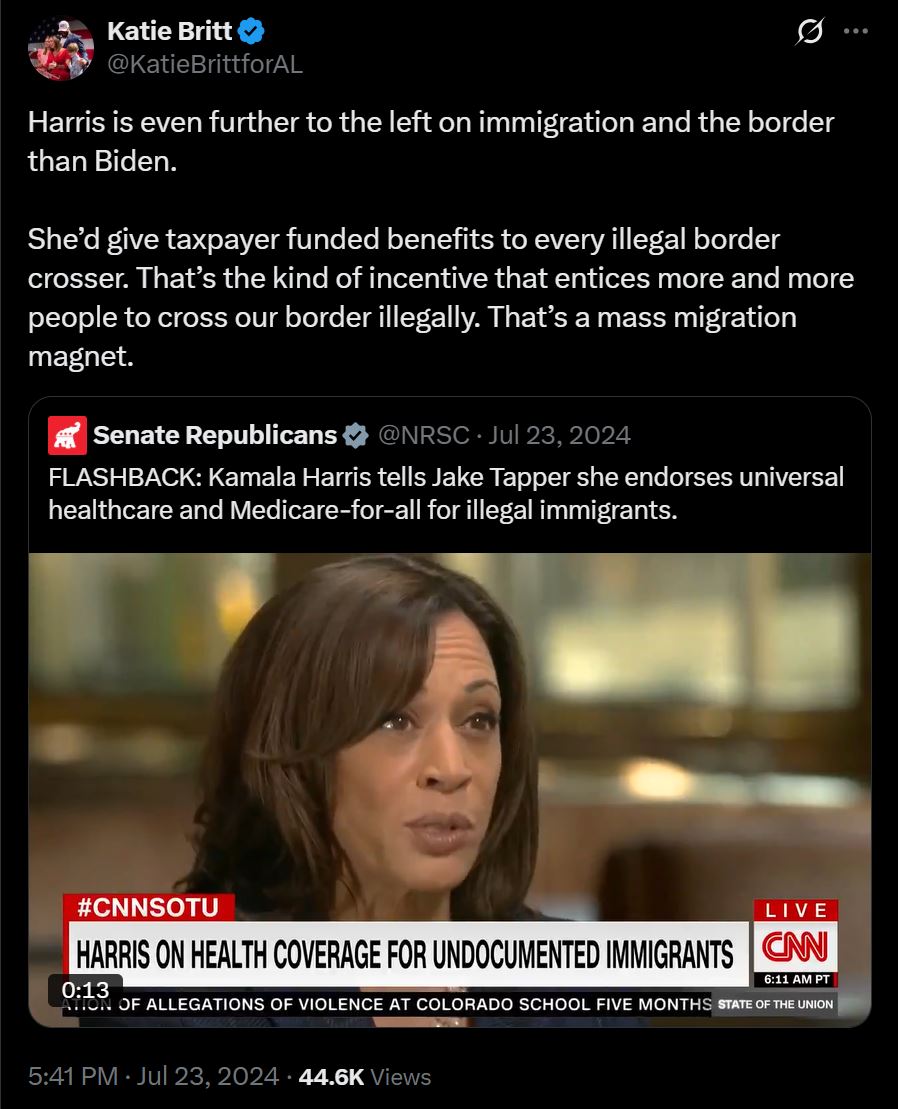 Katie Britt
@KatieBrittforAL
Harris is even further to the left on immigration and the border
than Biden.
She’d give taxpayer funded benefits to every illegal border
crosser. That’s the kind of incentive that entices more and more
people to cross our border illegally. That’s a mass migration
magnet.
Senate Republicans @NRSC · Jul 23, 2024
FLASHBACK: Kamala Harris tells Jake Tapper she endorses universal
healthcare and Medicare-for-all for illegal immigrants.
#CNNSOTU
LIVE
HARRIS ON HEALTH COVERAGE FOR UNDOCUMENTED IMMIGRANTS
CNN
6:11 AM PT
0:13
OF ALLEGATIONS OF VIOLENCE AT COLORADO SCHOOL FIVE MONTHS
STATE OF THE UNION
5:41 PM · Jul 23, 2024 · 44.6K Views